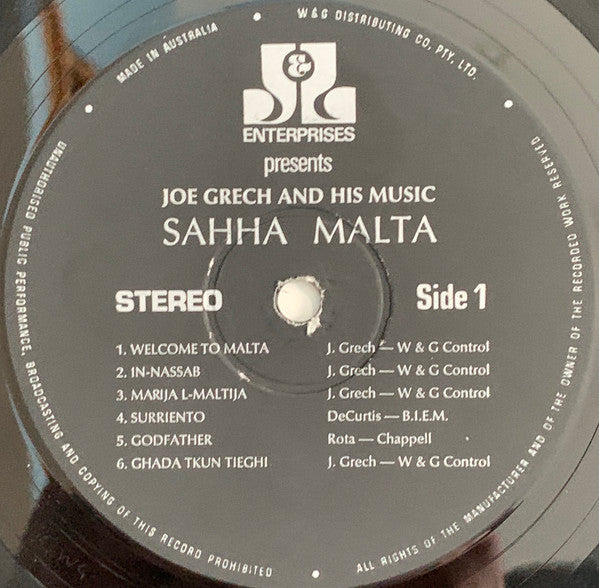 MADE IN AUSTRALIA
W&G DISTRIBUTING CO. PTY, LTD.
&
ENTERPRISES
presents
JOE GRECH AND HIS MUSIC
SAHHA MALTA
STEREO
Side 1
1. WELCOME TO MALTA J. Grech — W & G Control
2. IN-NASSAB J. Grech — W & G Control
3. MARIJA L-MALTIJA J. Grech — W & G Control
4. SURRIENTO DeCurtis — B.I.E.M.
5. GODFATHER Rota — Chappell
6. GHADA TKUN TIEGHI J. Grech — W & G Control
UNAUTHORISED PUBLIC PERFORMANCE, BROADCASTING AND COPYING OF THIS RECORD PROHIBITED
ALL RIGHTS OF THE MANUFACTURER AND OF THE OWNER OF THE RECORDED WORK RESERVED